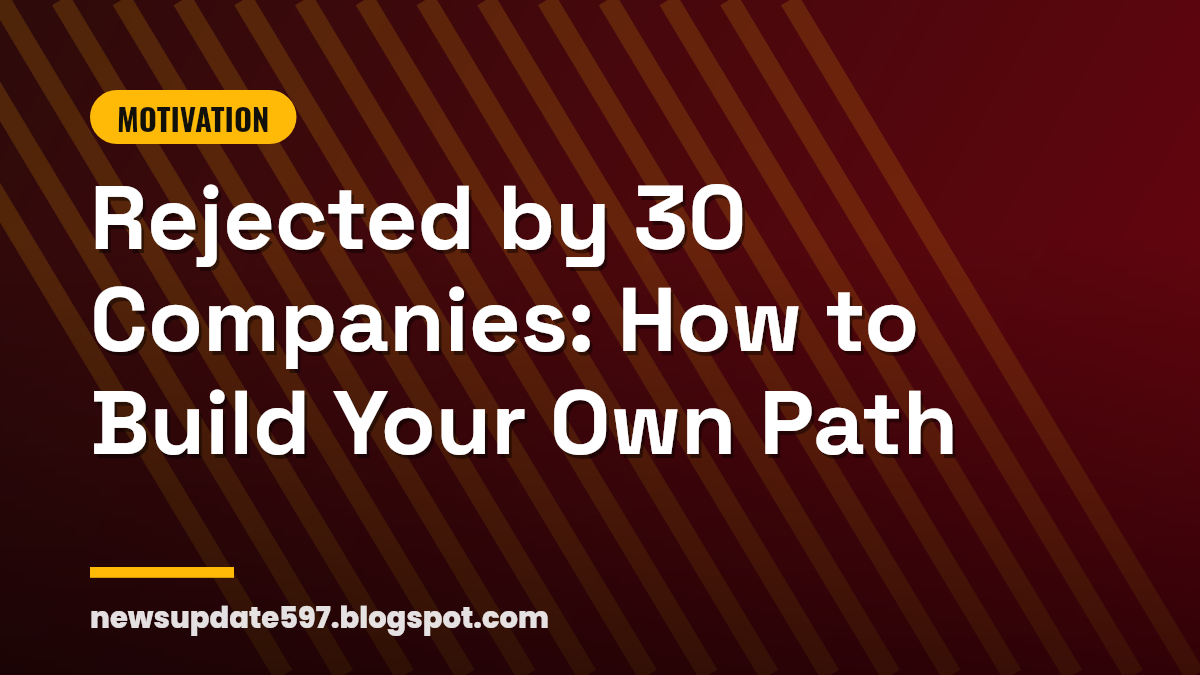 MOTIVATION
Rejected by 30
Companies: How to
Build Your Own Path
newsupdate597.blogspot.com